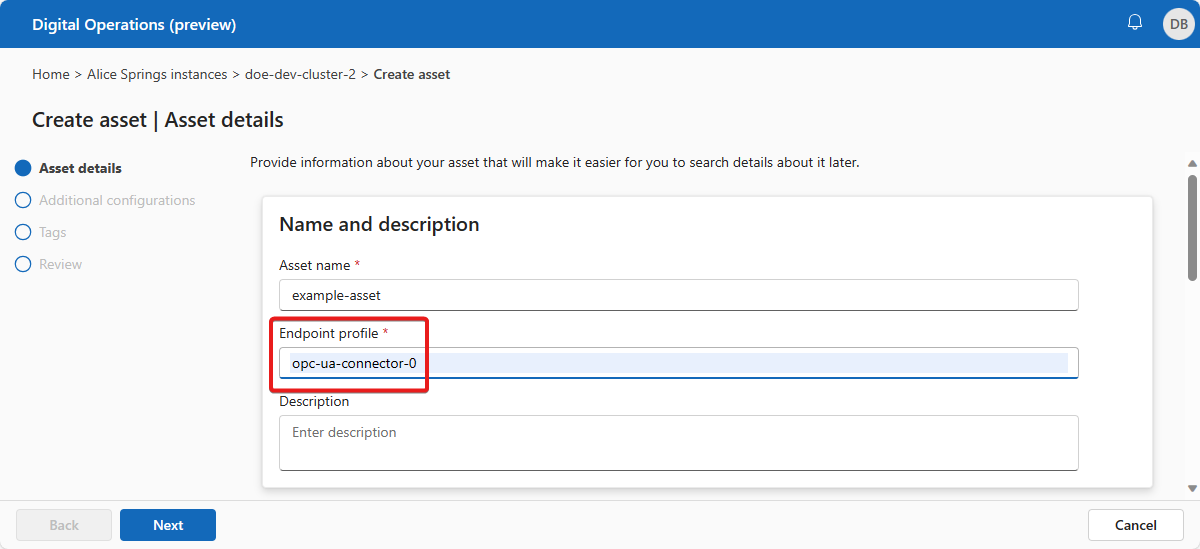 Digital Operations (preview)
DB
Home > Alice Springs instances > doe-dev-cluster-2 > Create asset
Create asset | Asset details
Asset details
Additional configurations
Tags
Review
Provide information about your asset that will make it easier for you to search details about it later.
Name and description
Asset name *
example-asset
Endpoint profile *
opc-ua-connector-0
Description
Enter description
Back
Next
Cancel